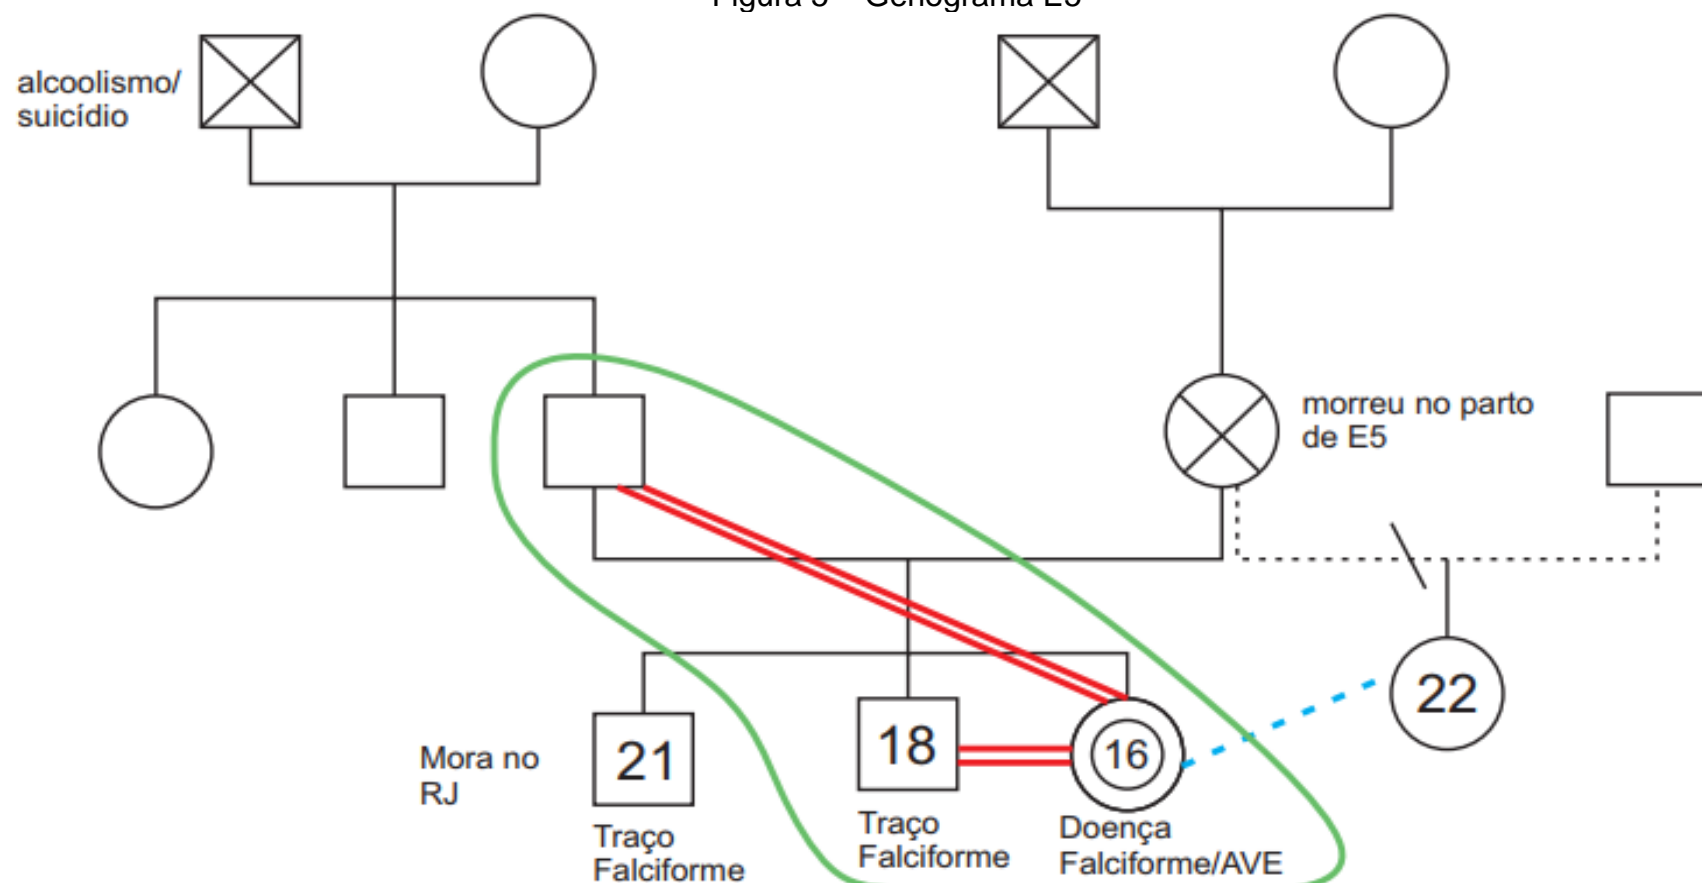 alcoolismo/
suicídio
morreu no parto
de E5
22
21
18
16
Mora no
RJ
Traço
Falciforme
Traço
Falciforme
Doença
Falciforme/AVE